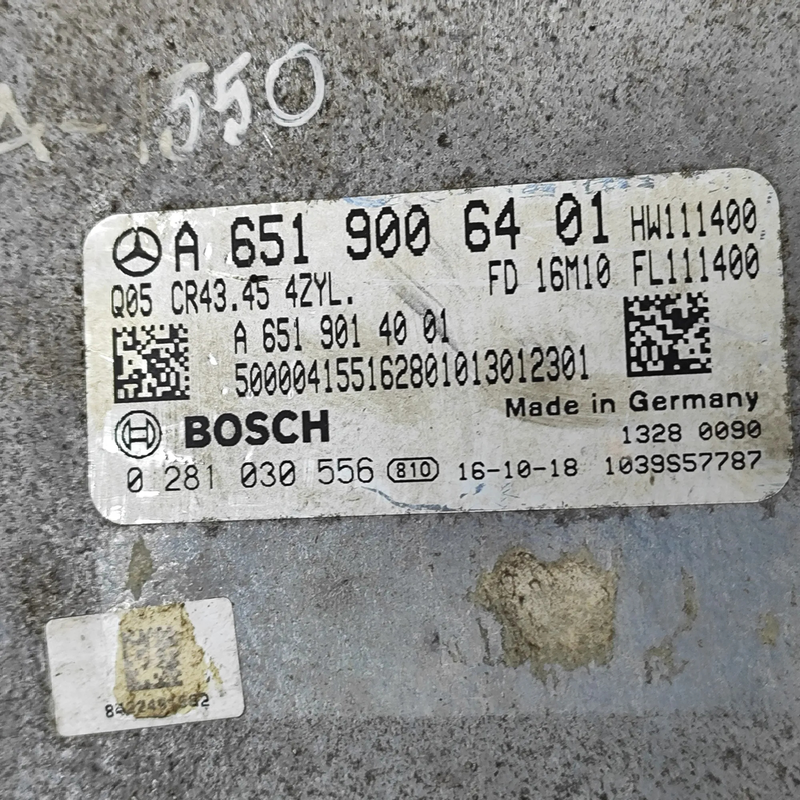 550
A 651 900 64 01 HW111400
Q05 CR43.45 4ZYL. FD 16M10 FL111400
A 651 901 40 01
500004155162801013012301
BOSCH Made in Germany
1328 0090
0 281 030 556 810 16-10-18 1039S57787